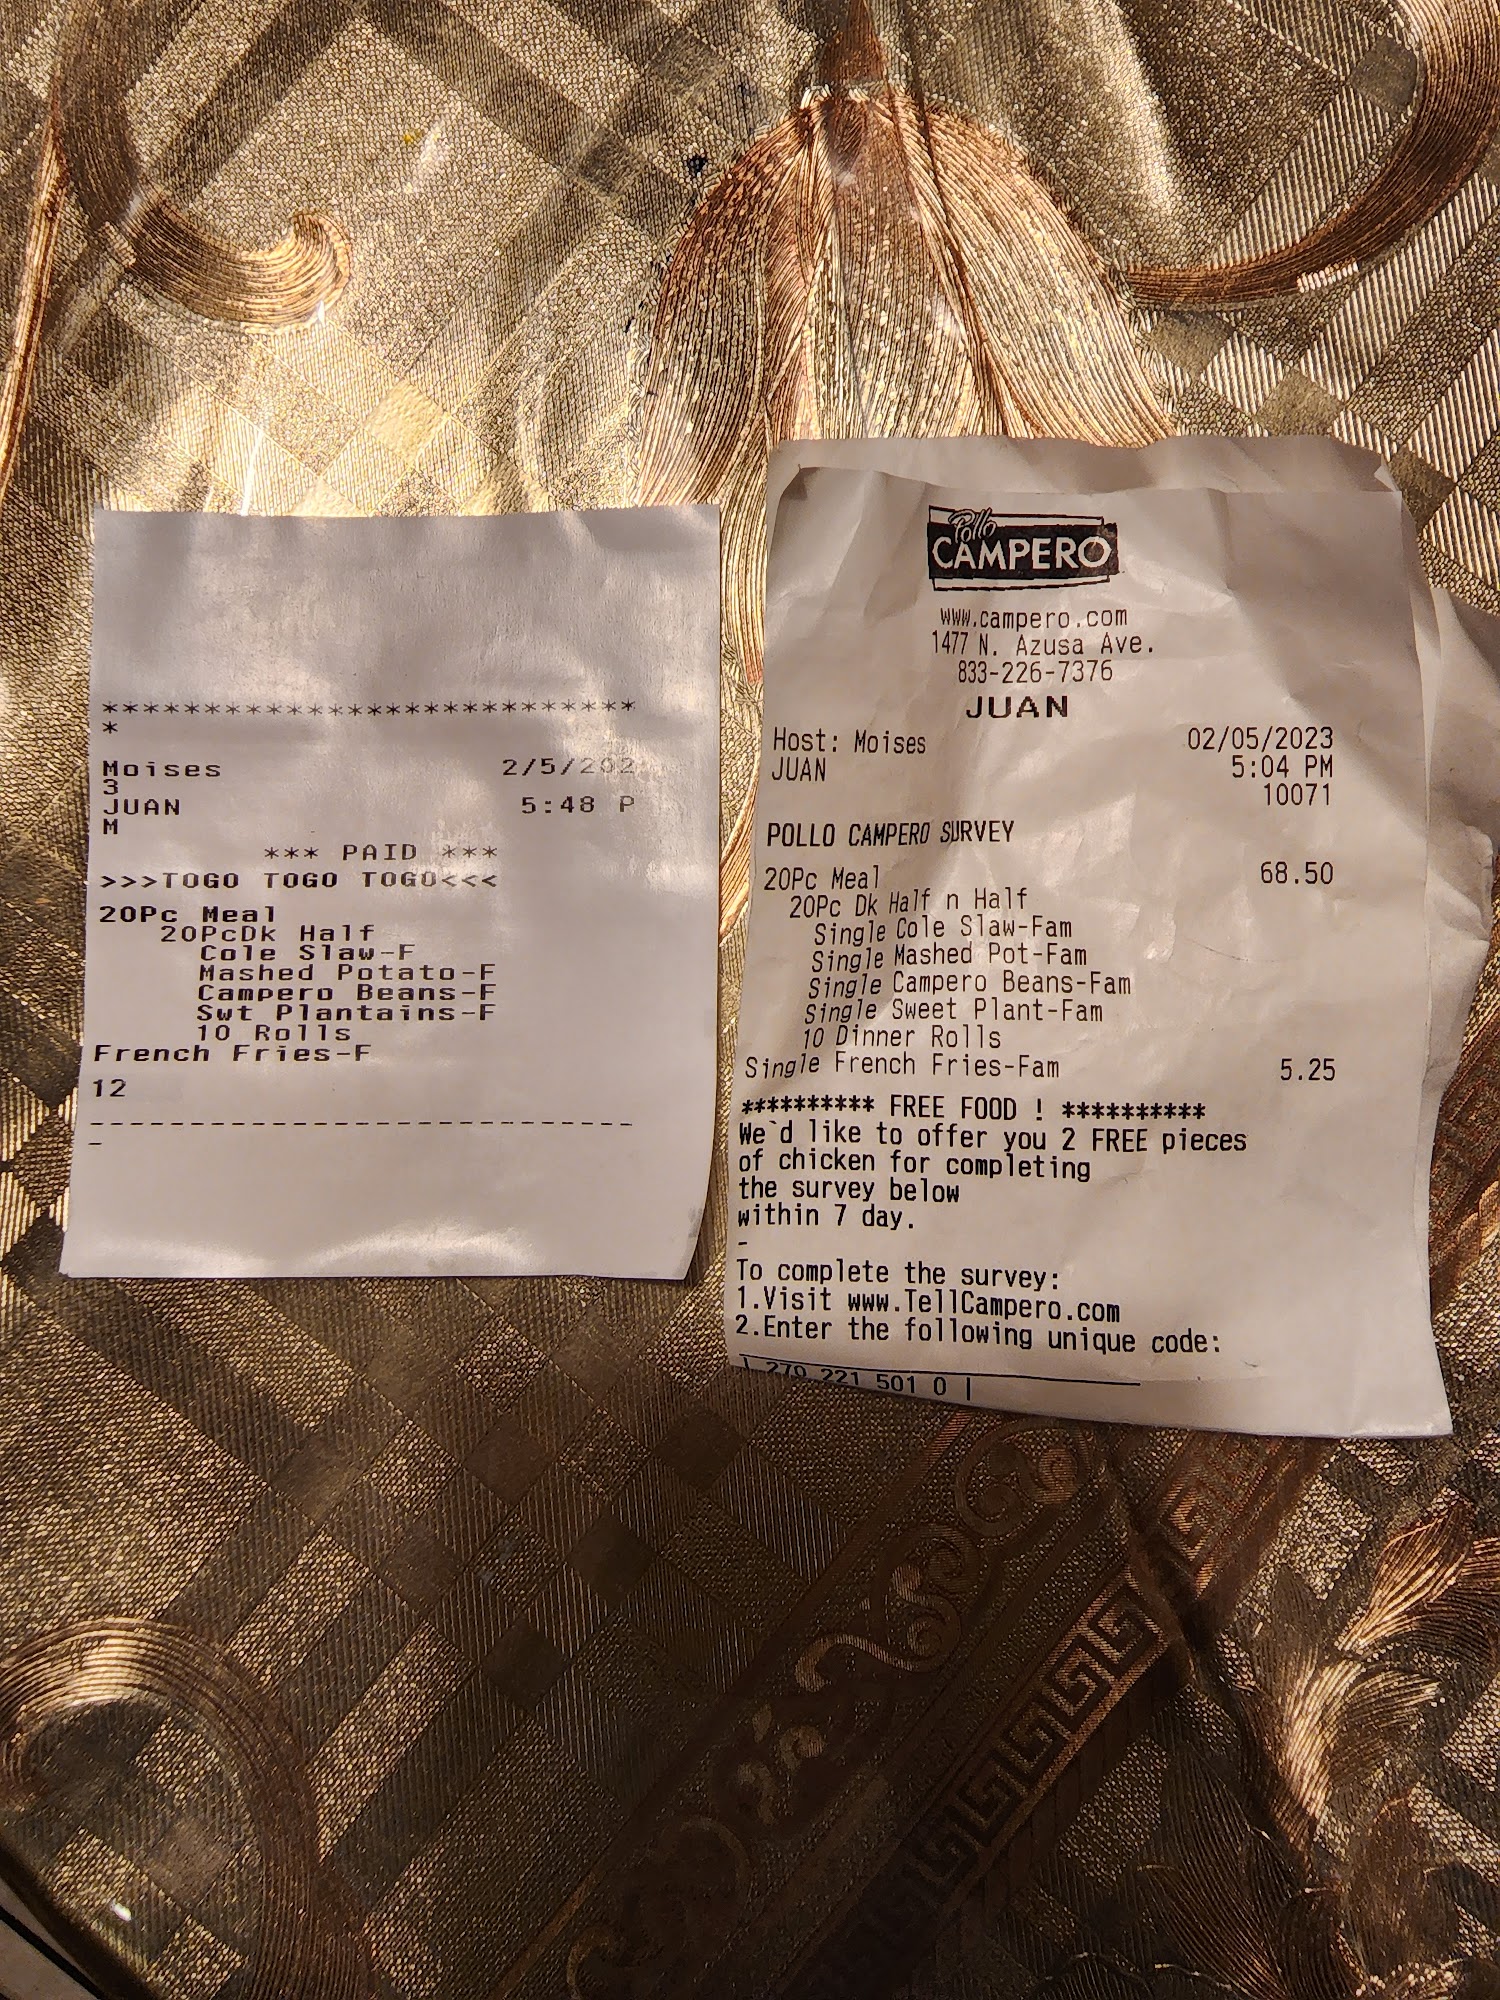 **************************
*
Moises 2/5/202
3
JUAN 5:48 P
M
*** PAID ***
>>>TOGO TOGO TOGO<<<
20Pc Meal
20PcDk Half
Cole Slaw-F
Mashed Potato-F
Campero Beans-F
Swt Plantains-F
10 Rolls
French Fries-F
12
---------------------------
-
Pollo
CAMPERO
www.campero.com
1477 N. Azusa Ave.
833-226-7376
JUAN
Host: Moises 02/05/2023
JUAN 5:04 PM
10071
POLLO CAMPERO SURVEY
20Pc Meal 68.50
20Pc Dk Half n Half
Single Cole Slaw-Fam
Single Mashed Pot-Fam
Single Campero Beans-Fam
Single Sweet Plant-Fam
10 Dinner Rolls
Single French Fries-Fam 5.25
********** FREE FOOD ! **********
We`d like to offer you 2 FREE pieces
of chicken for completing
the survey below
within 7 day.
-
To complete the survey:
1.Visit www.TellCampero.com
2.Enter the following unique code:
| 270 221 501 0 |